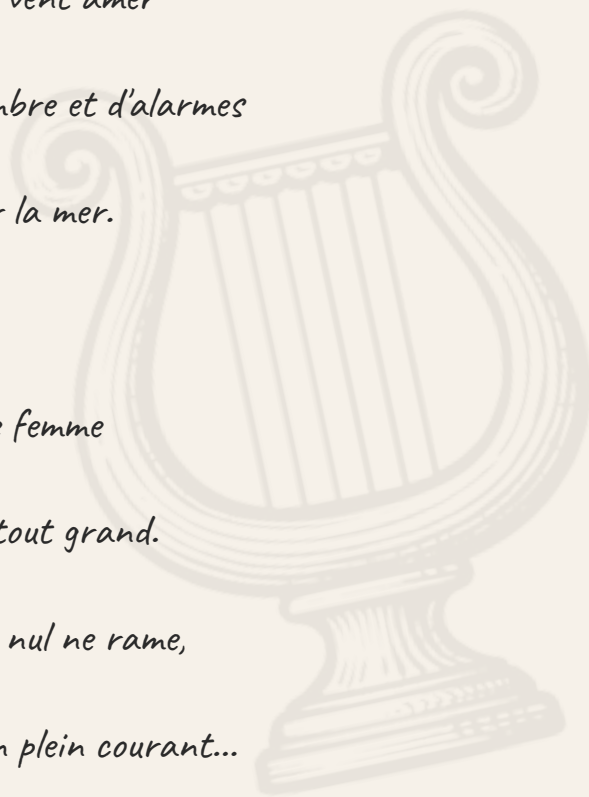 vent amer
mbre et d'alarmes
r la mer.
e femme
tout grand.
nul ne rame,
n plein courant...